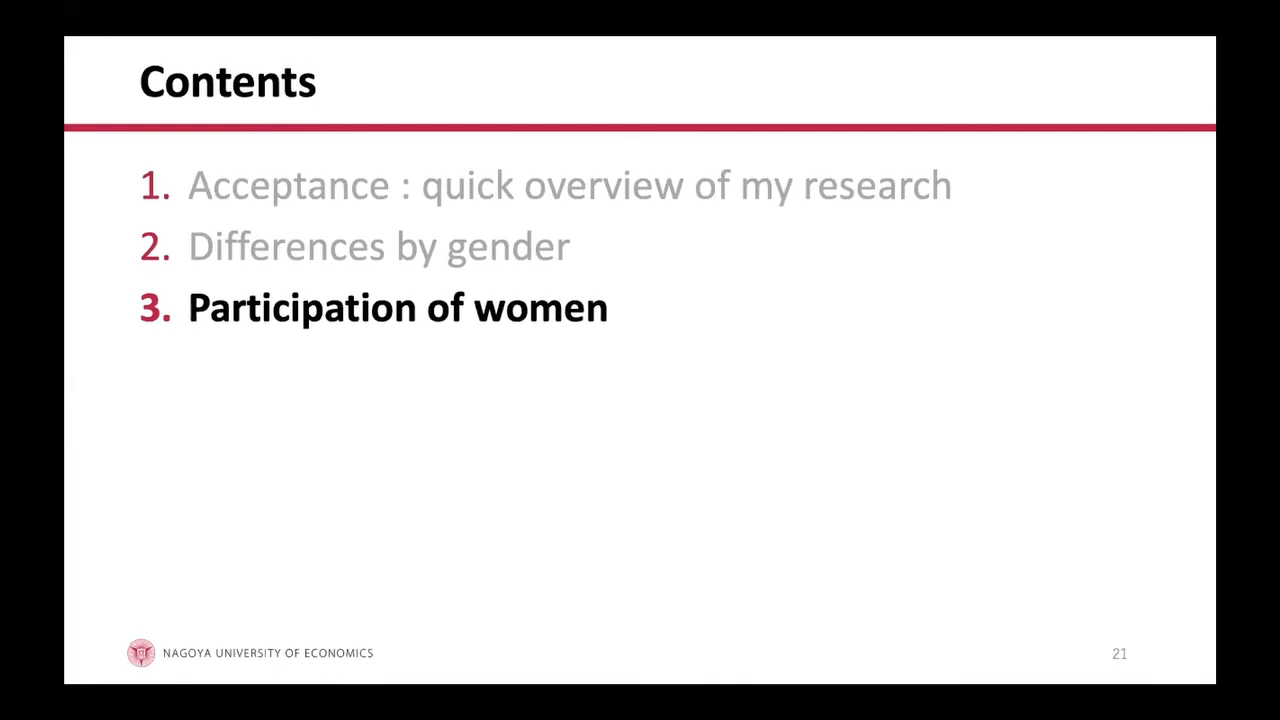 Contents
1. Acceptance : quick overview of my research
2. Differences by gender
3. Participation of women
NAGOYA UNIVERSITY OF ECONOMICS
21